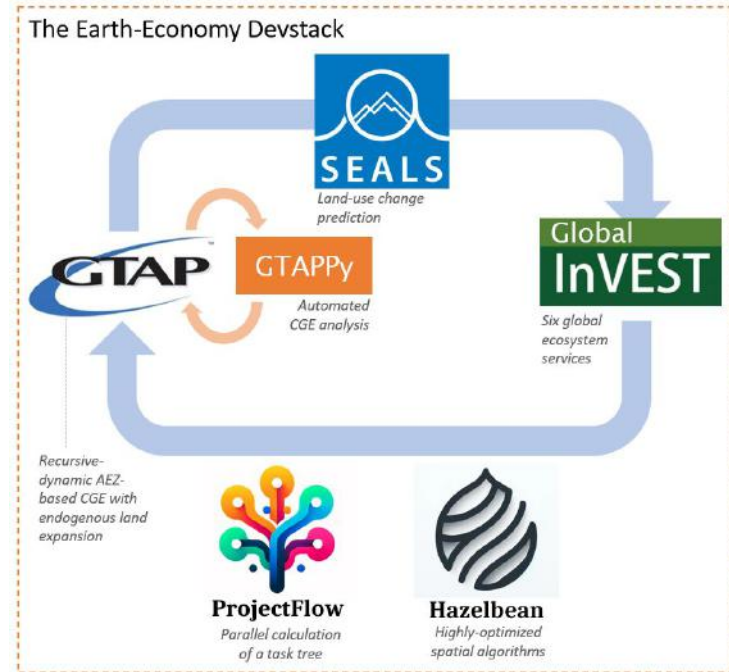 The Earth-Economy Devstack
SEALS
Land-use change
prediction
GTAP™
GTAPPy
Automated
CGE analysis
Global
InVEST
Six global
ecosystem
services
Recursive-
dynamic AEZ-
based CGE with
endogenous land
expansion
ProjectFlow
Parallel calculation
of a task tree
Hazelbean
Highly-optimized
spatial algorithms